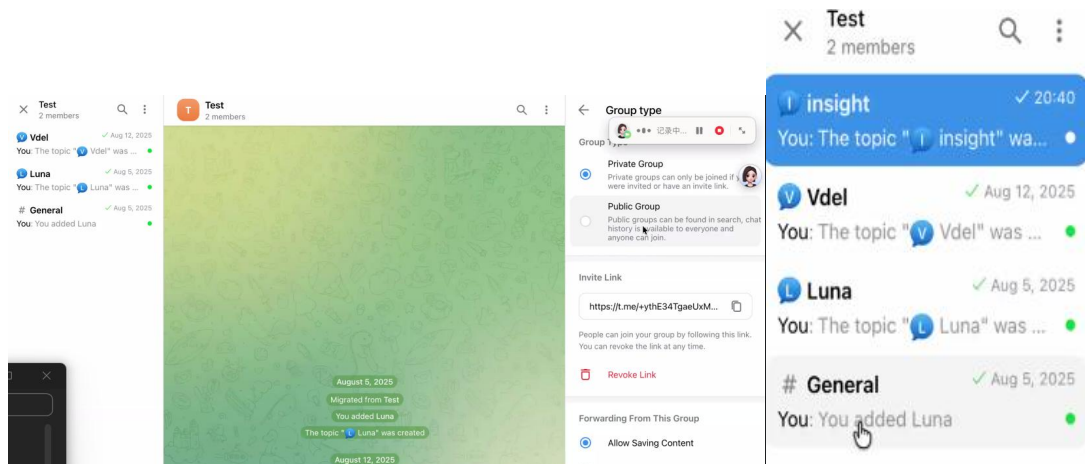 Test
2 members
V Vdel
Aug 12, 2025
You: The topic "V Vdel" was ...
L Luna
Aug 5, 2025
You: The topic "L Luna" was ...
# General
Aug 5, 2025
You: You added Luna
T
Test
2 members
August 5, 2025
Migrated from Test
You added Luna
The topic "L Luna" was created
August 12, 2025
Group type
记录中...
Group
Private Group
Private groups can only be joined if
were invited or have an invite link.
Public Group
Public groups can be found in search, chat
history is available to everyone and
anyone can join.
Invite Link
https://t.me/+ythE34TgaeUxM...
People can join your group by following this link.
You can revoke the link at any time.
Revoke Link
Forwarding From This Group
Allow Saving Content
Test
2 members
I insight
20:40
You: The topic "I insight" wa...
V Vdel
Aug 12, 2025
You: The topic "V Vdel" was ...
L Luna
Aug 5, 2025
You: The topic "L Luna" was ...
# General
Aug 5, 2025
You: You added Luna